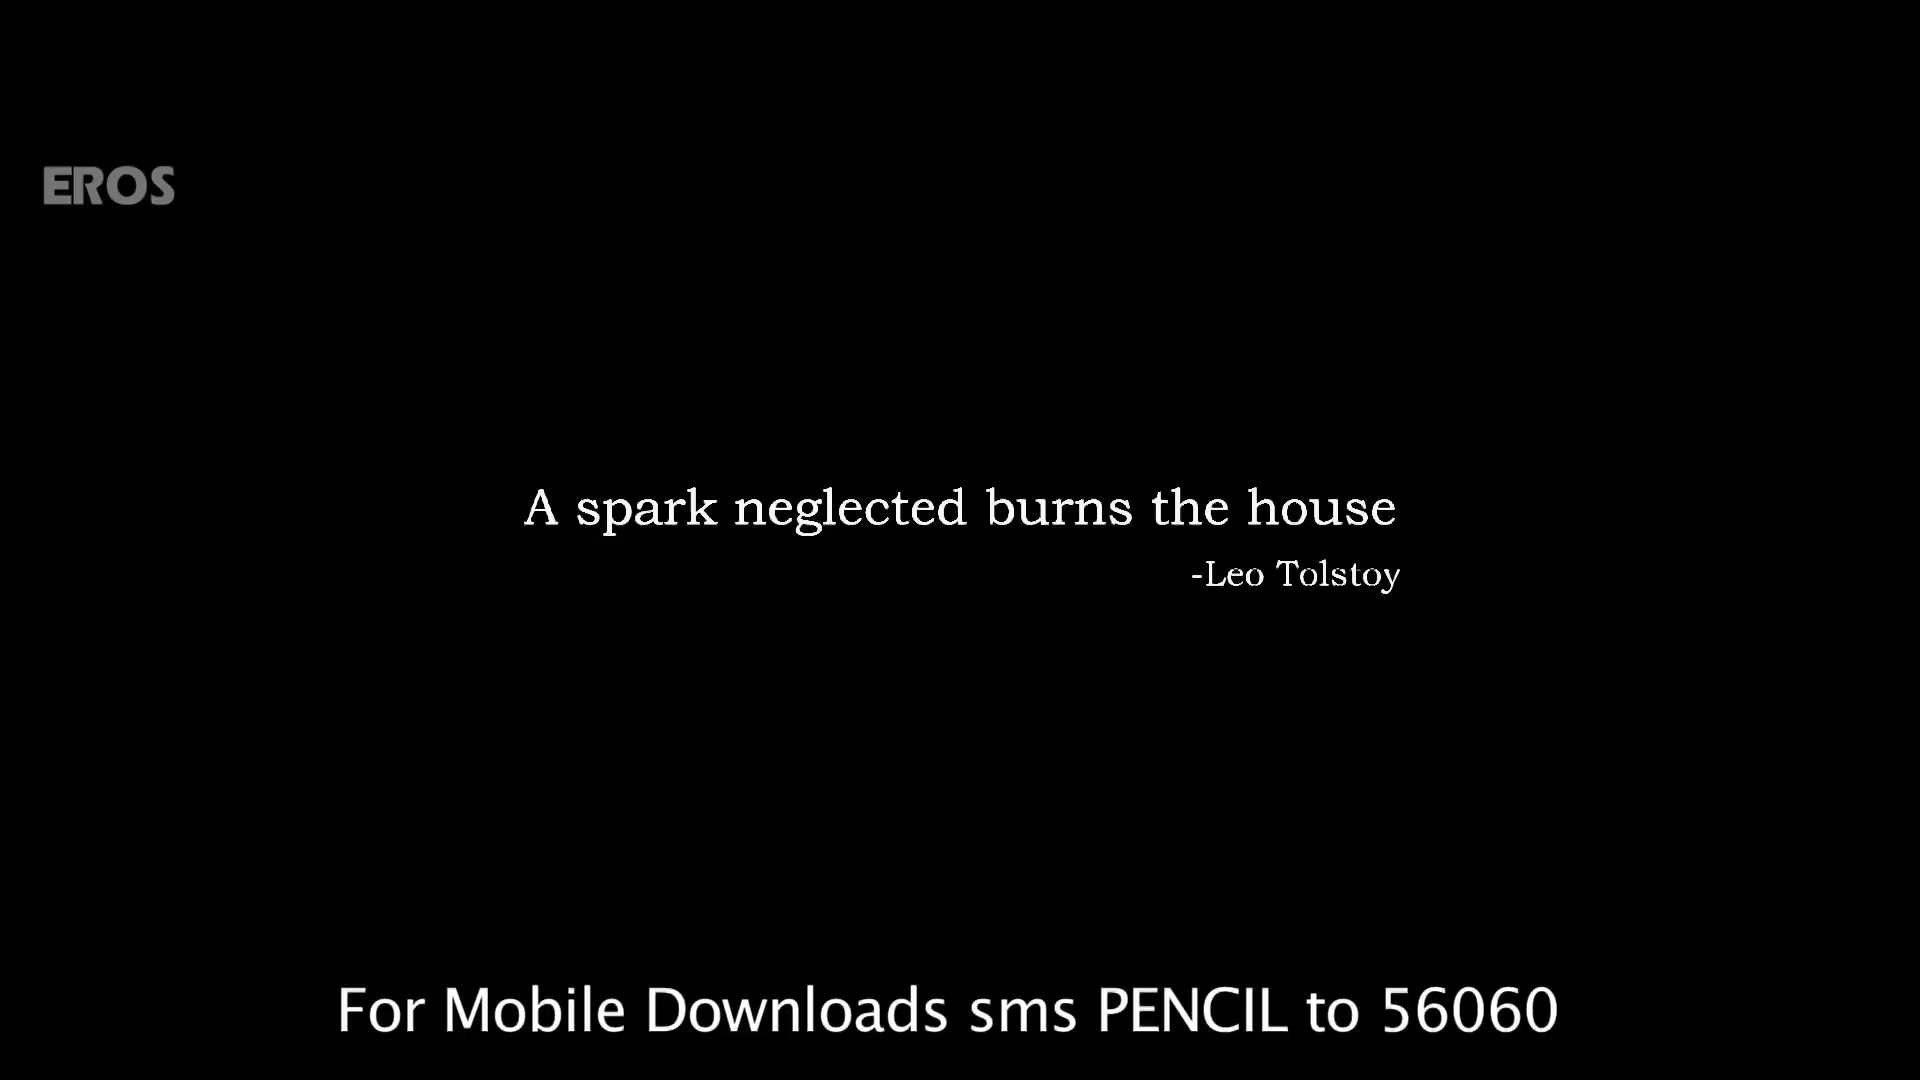 EROS
A spark neglected burns the house
-Leo Tolstoy
For Mobile Downloads sms PENCIL to 56060